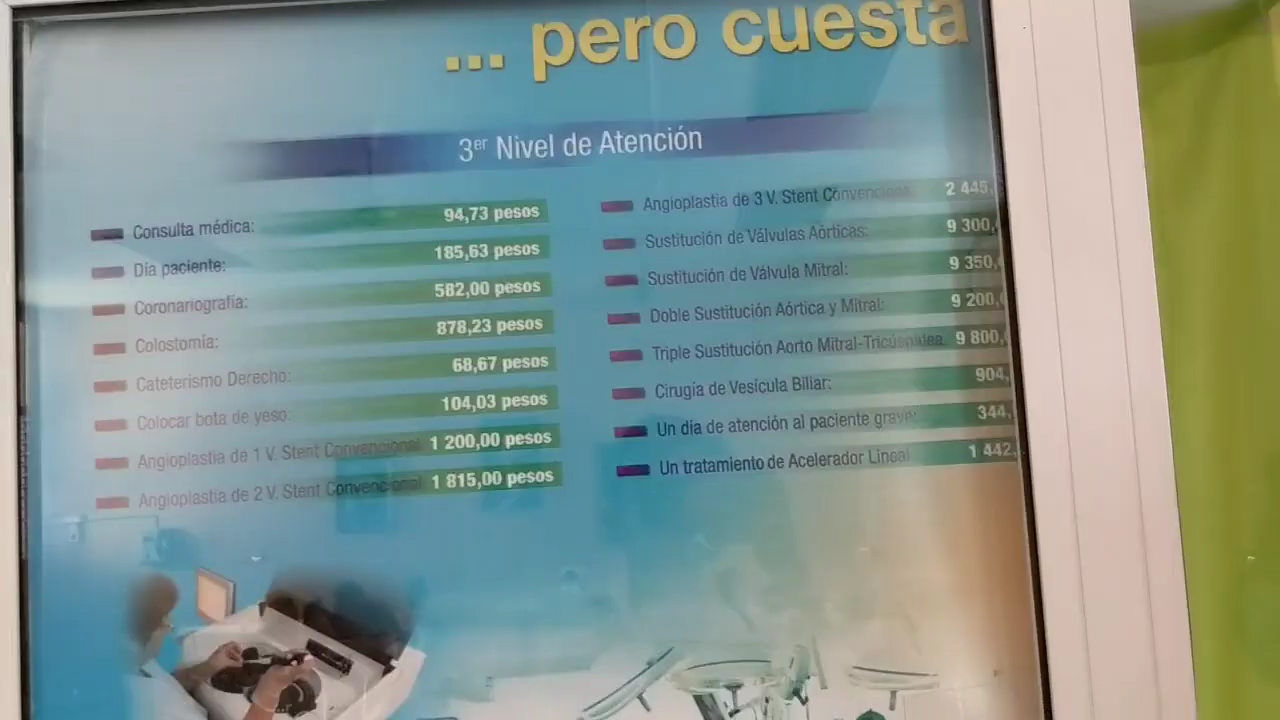 ... pero cuesta
3er Nivel de Atención
Consulta médica: 94,73 pesos
Día paciente: 185,63 pesos
Coronariografía: 582,00 pesos
Colostomía: 878,23 pesos
Cateterismo Derecho: 68,67 pesos
Colocar bota de yeso: 104,03 pesos
Angioplastia de 1 V. Stent Convencional 1 200,00 pesos
Angioplastia de 2 V. Stent Convencional 1 815,00 pesos
Angioplastia de 3 V. Stent Convencional 2 445,
Sustitución de Válvulas Aórticas: 9 300,
Sustitución de Válvula Mitral: 9 350,
Doble Sustitución Aórtica y Mitral: 9 200,
Triple Sustitución Aorto Mitral-Tricúspidea. 9 800,
Cirugía de Vesícula Biliar: 904,
Un día de atención al paciente grave: 344,
Un tratamiento de Acelerador Lineal 1 442,